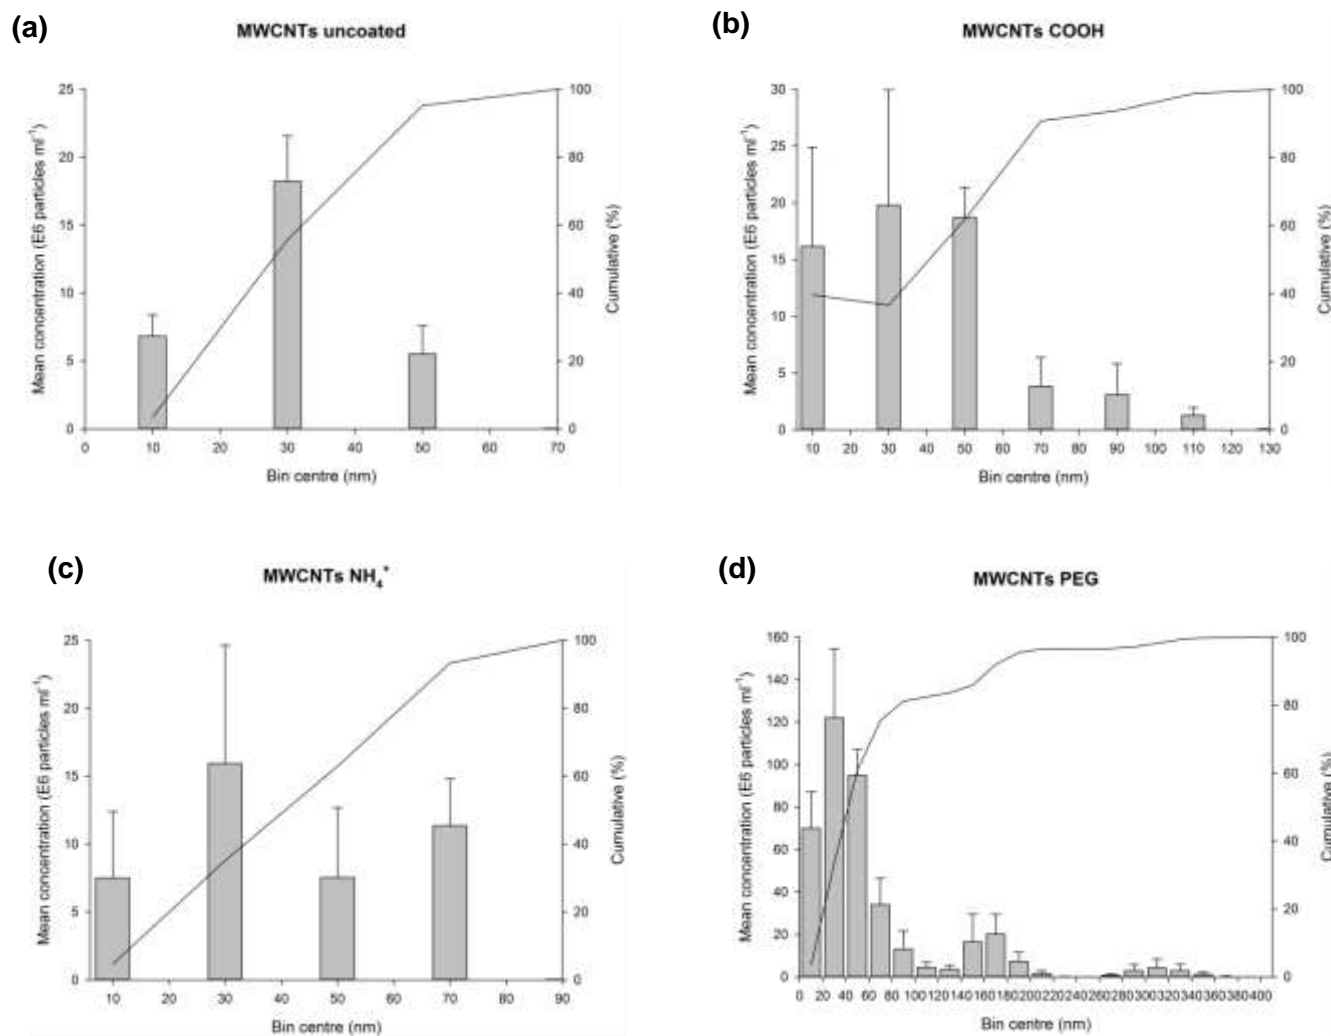 (a)
MWCNTs uncoated
Mean concentration (E6 particles ml⁻¹)
25
20
15
10
5
0
100
80
60
40
20
0
Cumulative (%)
0 10 20 30 40 50 60 70
Bin centre (nm)
(b)
MWCNTs COOH
Mean concentration (E6 particles ml⁻¹)
30
25
20
15
10
5
0
100
80
60
40
20
0
Cumulative (%)
10 20 30 40 50 60 70 80 90 100 110 120 130
Bin centre (nm)
(c)
MWCNTs NH₄⁺
Mean concentration (E6 particles ml⁻¹)
25
20
15
10
5
0
100
80
60
40
20
0
Cumulative (%)
10 20 30 40 50 60 70 80 90
Bin centre (nm)
(d)
MWCNTs PEG
Mean concentration (E6 particles ml⁻¹)
160
140
120
100
80
60
40
20
0
100
80
60
40
20
0
Cumulative (%)
0 20 40 60 80 100 120 140 160 180 200 220 240 260 280 300 320 340 360 380 400
Bin centre (nm)